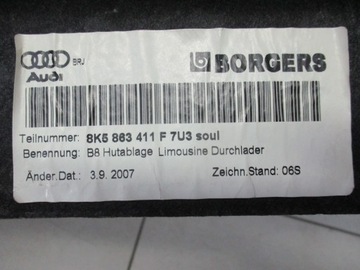 BRJ
Audi
BORGERS
Teilnummer: 8K5 863 411 F 7U3 soul
Benennung: B8 Hutablage Limousine Durchlader
Änder.Dat.: 3.9. 2007 Zeichn.Stand: 06S